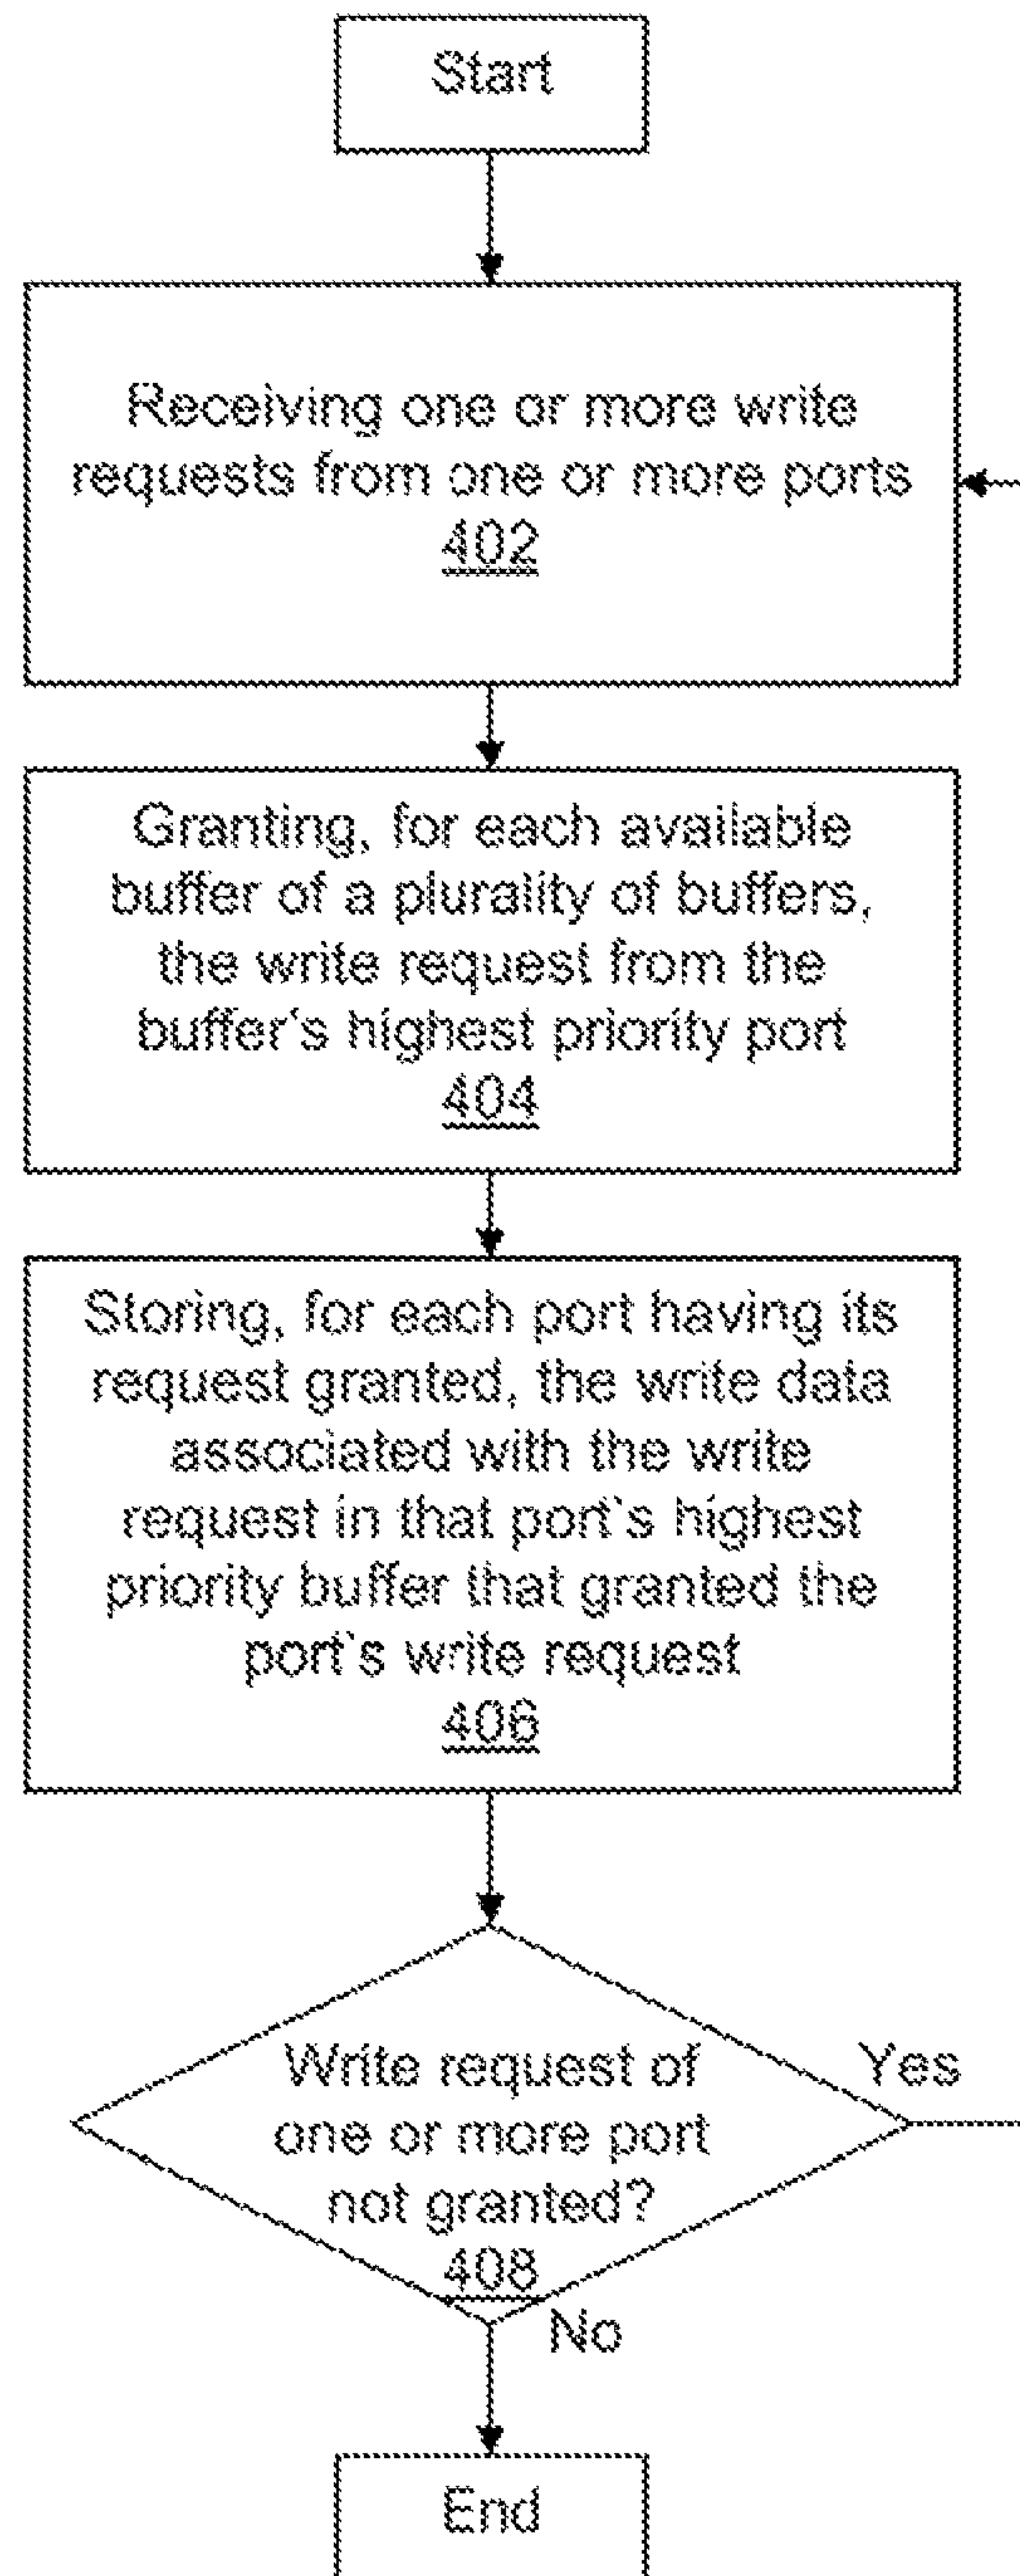 Start
Receiving one or more write
requests from one or more ports
402
Granting, for each available
buffer of a plurality of buffers,
the write request from the
buffer's highest priority port
404
Storing, for each port having its
request granted, the write data
associated with the write
request in that port's highest
priority buffer that granted the
port's write request
406
Write request of
one or more port
not granted?
408
Yes
No
End